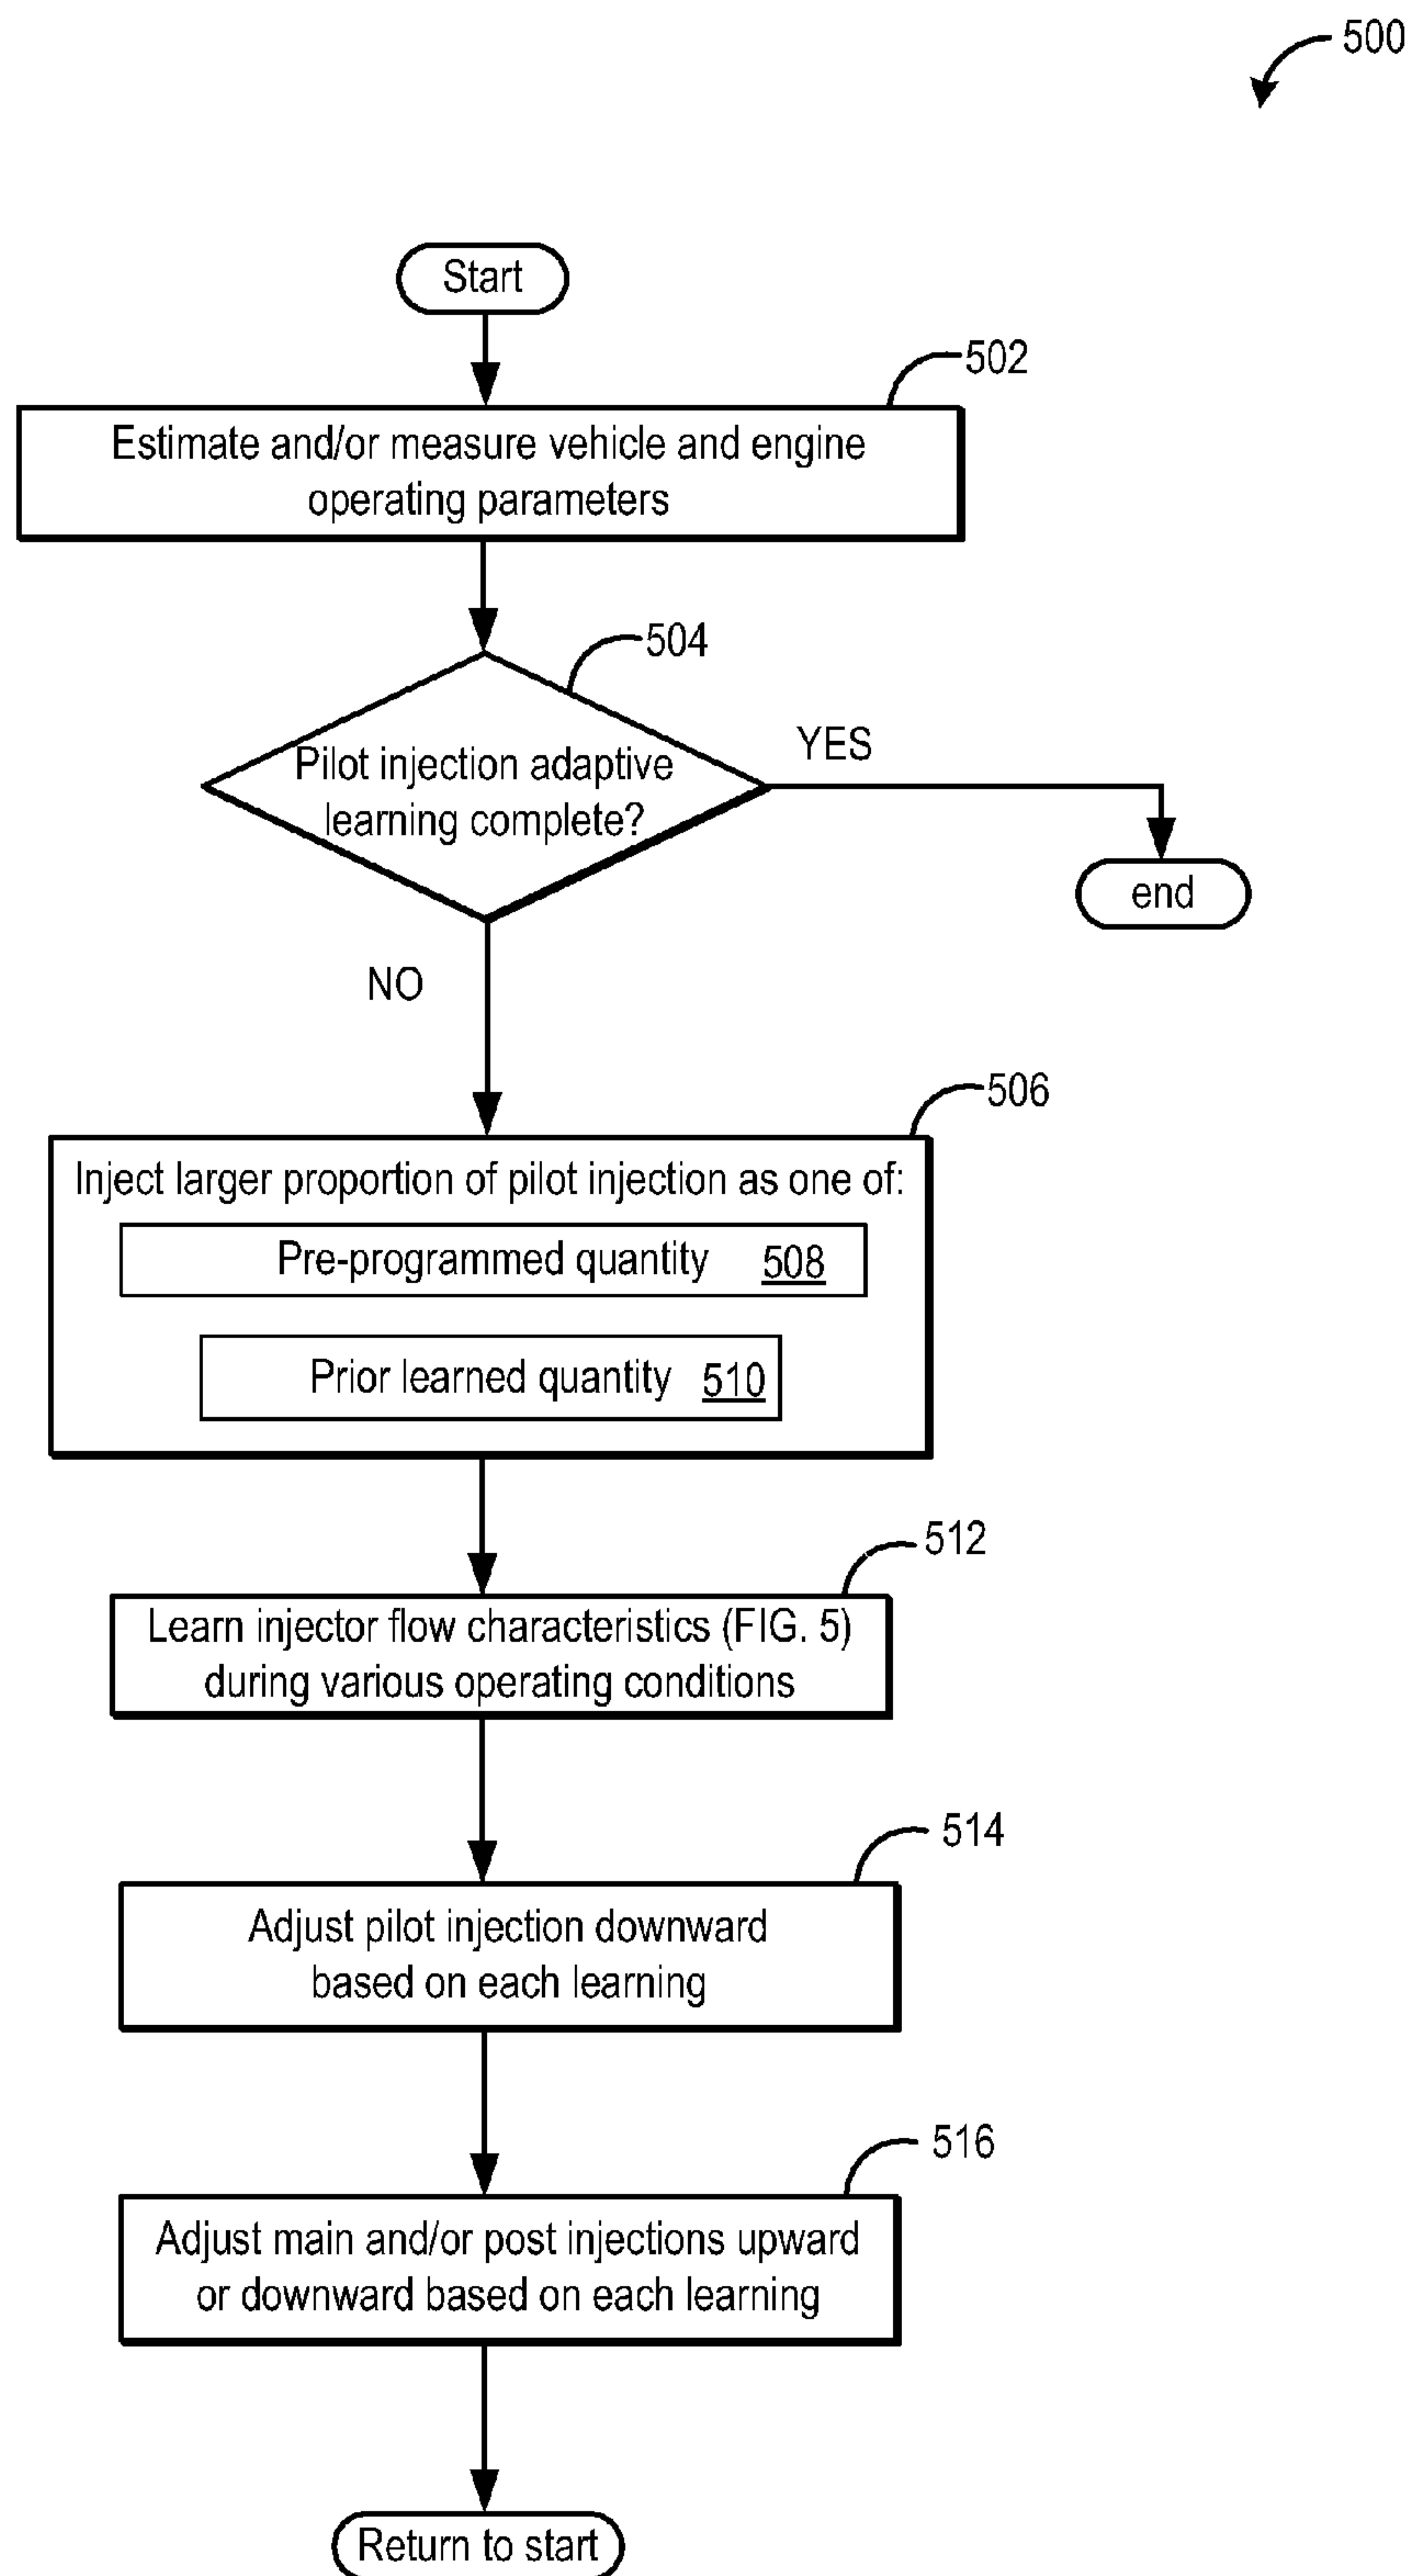 500
Start
502
Estimate and/or measure vehicle and engine
operating parameters
504
Pilot injection adaptive
learning complete?
YES
end
NO
506
Inject larger proportion of pilot injection as one of:
Pre-programmed quantity 508
Prior learned quantity 510
512
Learn injector flow characteristics (FIG. 5)
during various operating conditions
514
Adjust pilot injection downward
based on each learning
516
Adjust main and/or post injections upward
or downward based on each learning
Return to start